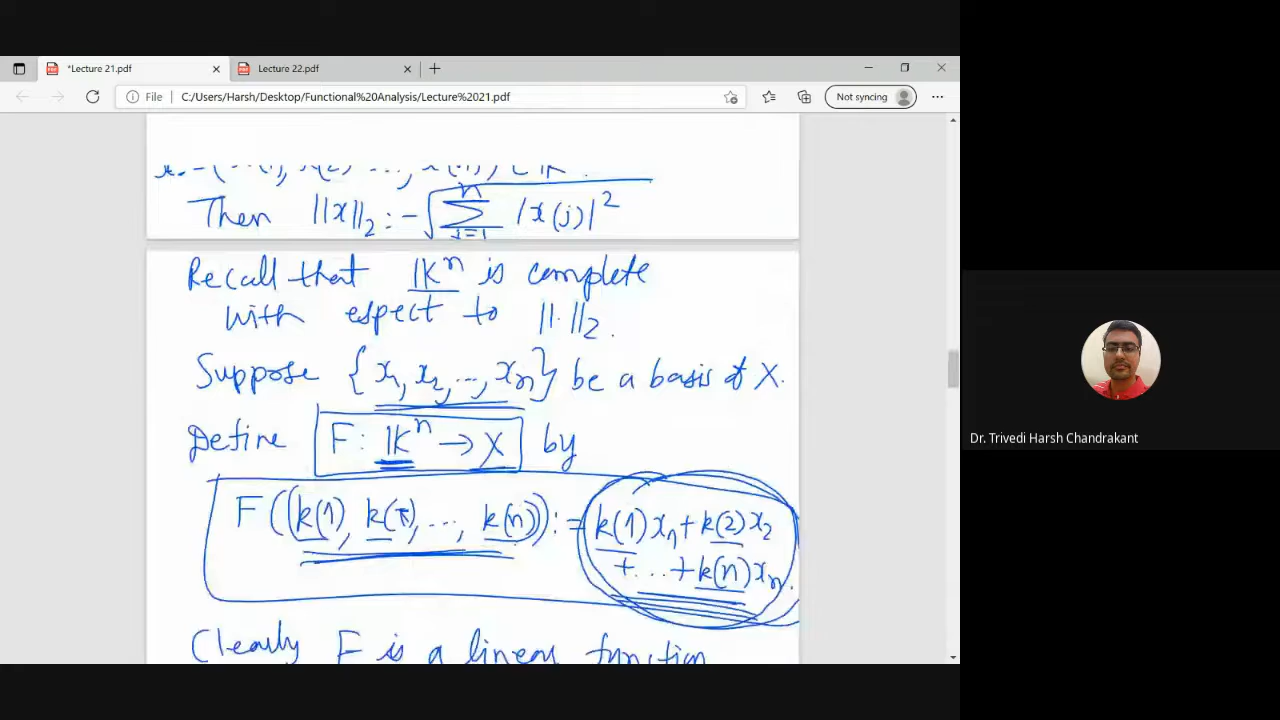 *Lecture 21.pdf
Lecture 22.pdf
File
C:/Users/Harsh/Desktop/Functional%20Analysis/Lecture%2021.pdf
Not syncing
Then ||x||₂ := √ n Σ j=1 |x(j)|²
Recall that 𝕂ⁿ is complete
with espect to ||·||₂.
Suppose {x₁, x₂, ..., xₙ} be a basis of X.
Define F: 𝕂ⁿ → X by
F((k(1), k(2), ..., k(n)) := k(1)x₁ + k(2)x₂
+ ... + k(n)xₙ.
Clearly F is a linear function
Dr. Trivedi Harsh Chandrakant